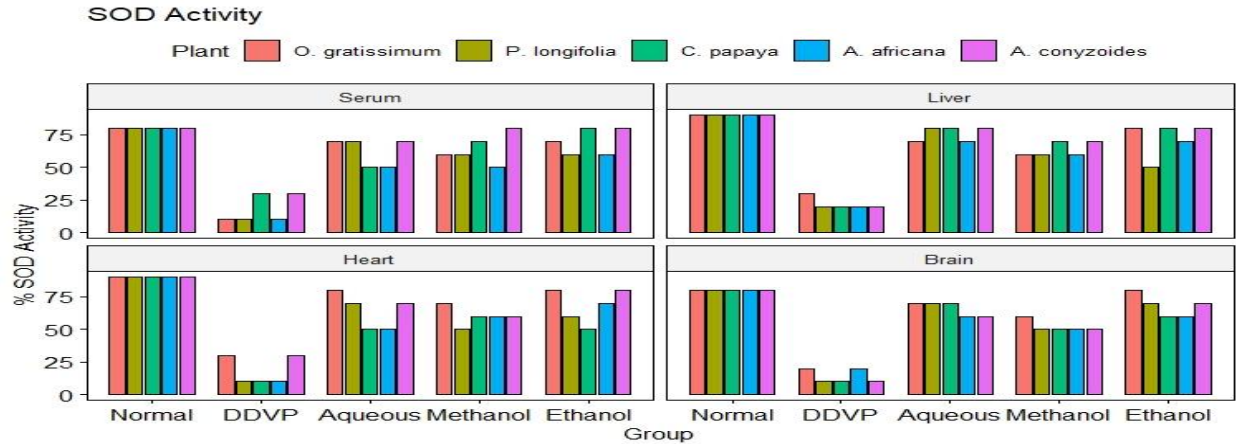 SOD Activity
Plant O. gratissimum P. longifolia C. papaya A. africana A. conyzoides
Serum Liver
75
50
25
0
% SOD Activity
Heart Brain
75
50
25
0
Normal DDVP Aqueous Methanol Ethanol Normal DDVP Aqueous Methanol Ethanol
Group